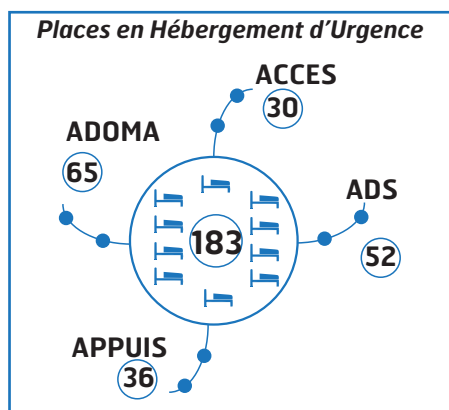 Places en Hébergement d'Urgence
ACCES
30
ADOMA
65
ADS
183
52
APPUIS
36